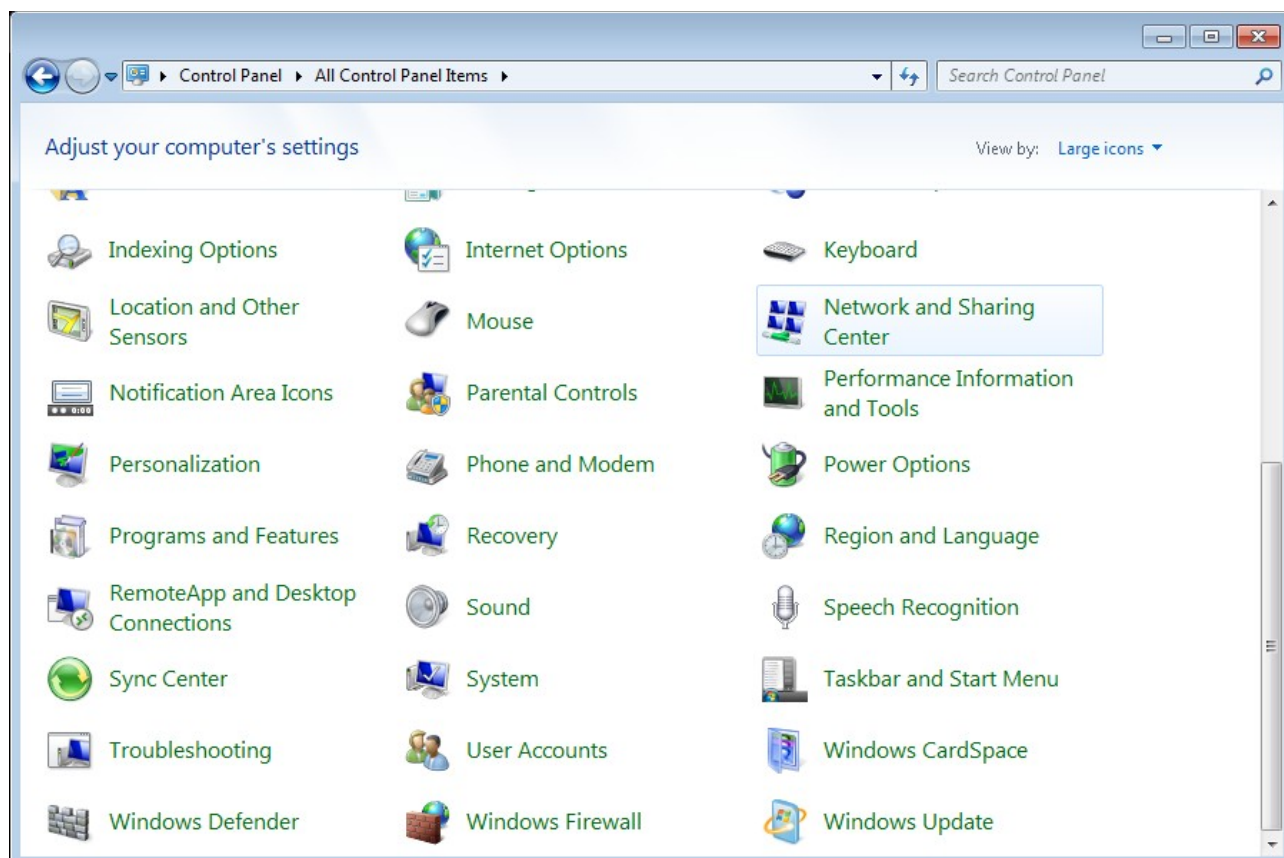 Control Panel All Control Panel Items Search Control Panel
Adjust your computer's settings View by: Large icons
Indexing Options Internet Options Keyboard
Location and Other Sensors Mouse Network and Sharing Center
Notification Area Icons Parental Controls Performance Information and Tools
Personalization Phone and Modem Power Options
Programs and Features Recovery Region and Language
RemoteApp and Desktop Connections Sound Speech Recognition
Sync Center System Taskbar and Start Menu
Troubleshooting User Accounts Windows CardSpace
Windows Defender Windows Firewall Windows Update